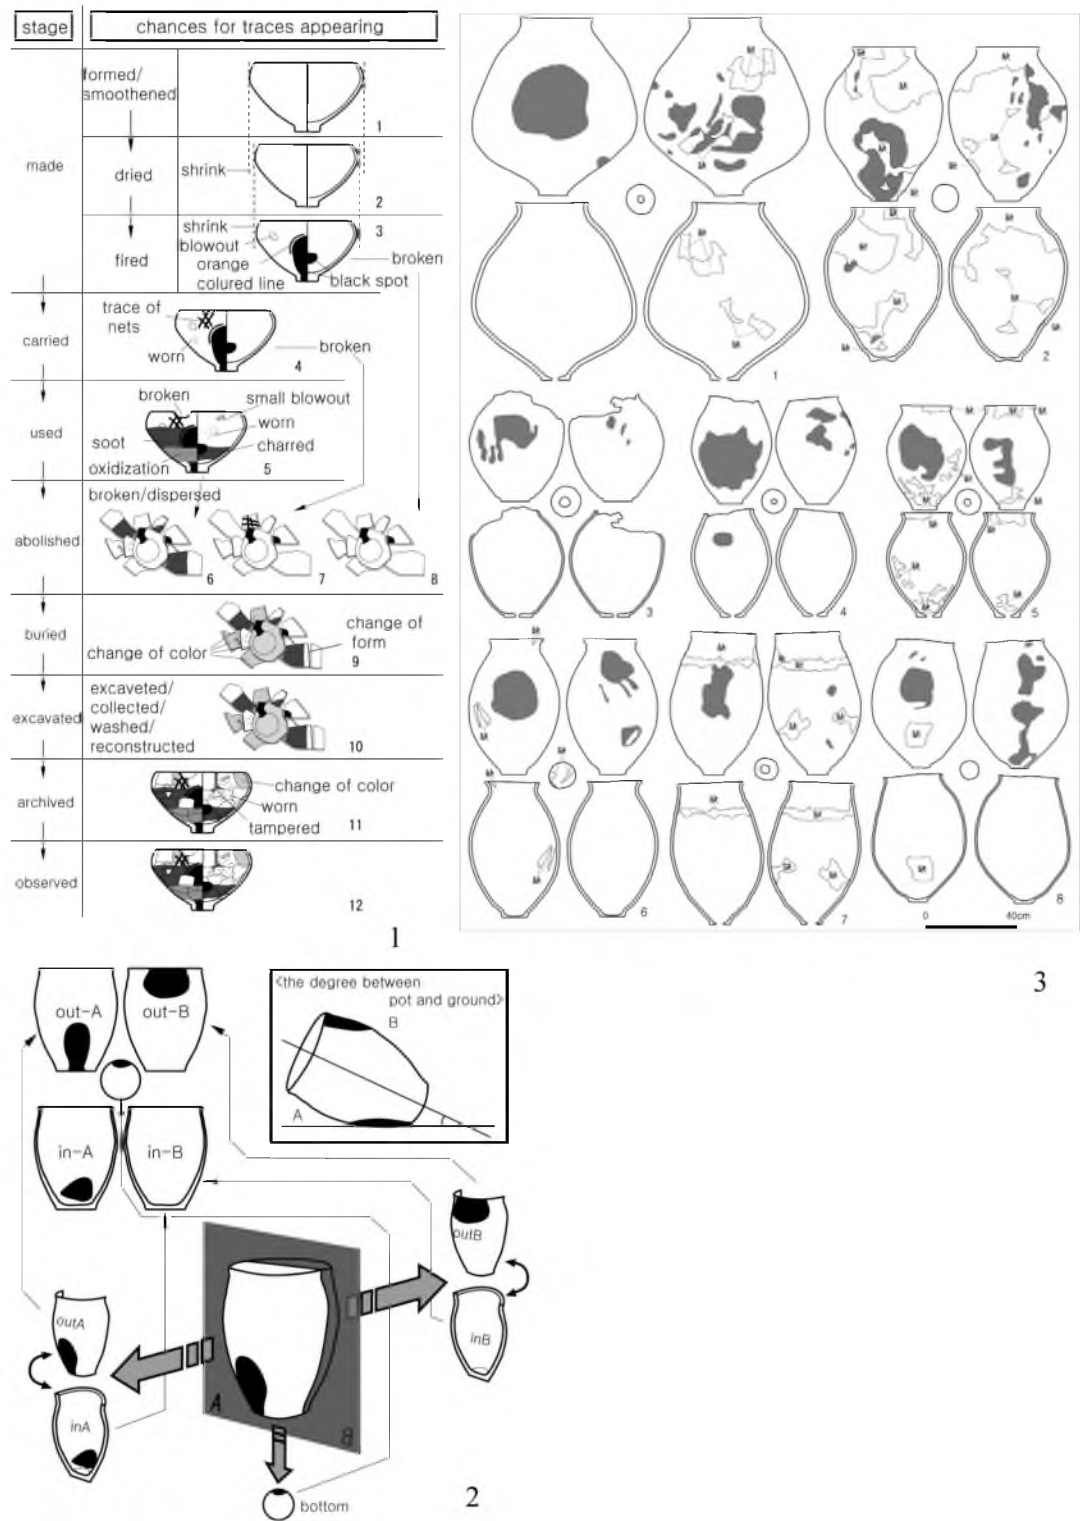 stage
chances for traces appearing
formed/
smoothened
1
made
dried
shrink
2
fired
shrink
blowout
orange
colured line
3
broken
black spot
carried
trace of
nets
worn
broken
4
used
broken
small blowout
worn
soot
charred
oxidization
5
abolished
broken/dispersed
6
7
8
buried
change of color
change of
form
9
excavated
excaveted/
collected/
washed/
reconstructed
10
archived
change of color
worn
tampered
11
observed
12
1
1
2
3
4
5
6
7
8
0
40cm
3
out-A
out-B
in-A
in-B
<the degree between
pot and ground>
B
A
outB
inB
outA
inA
A
B
bottom
2